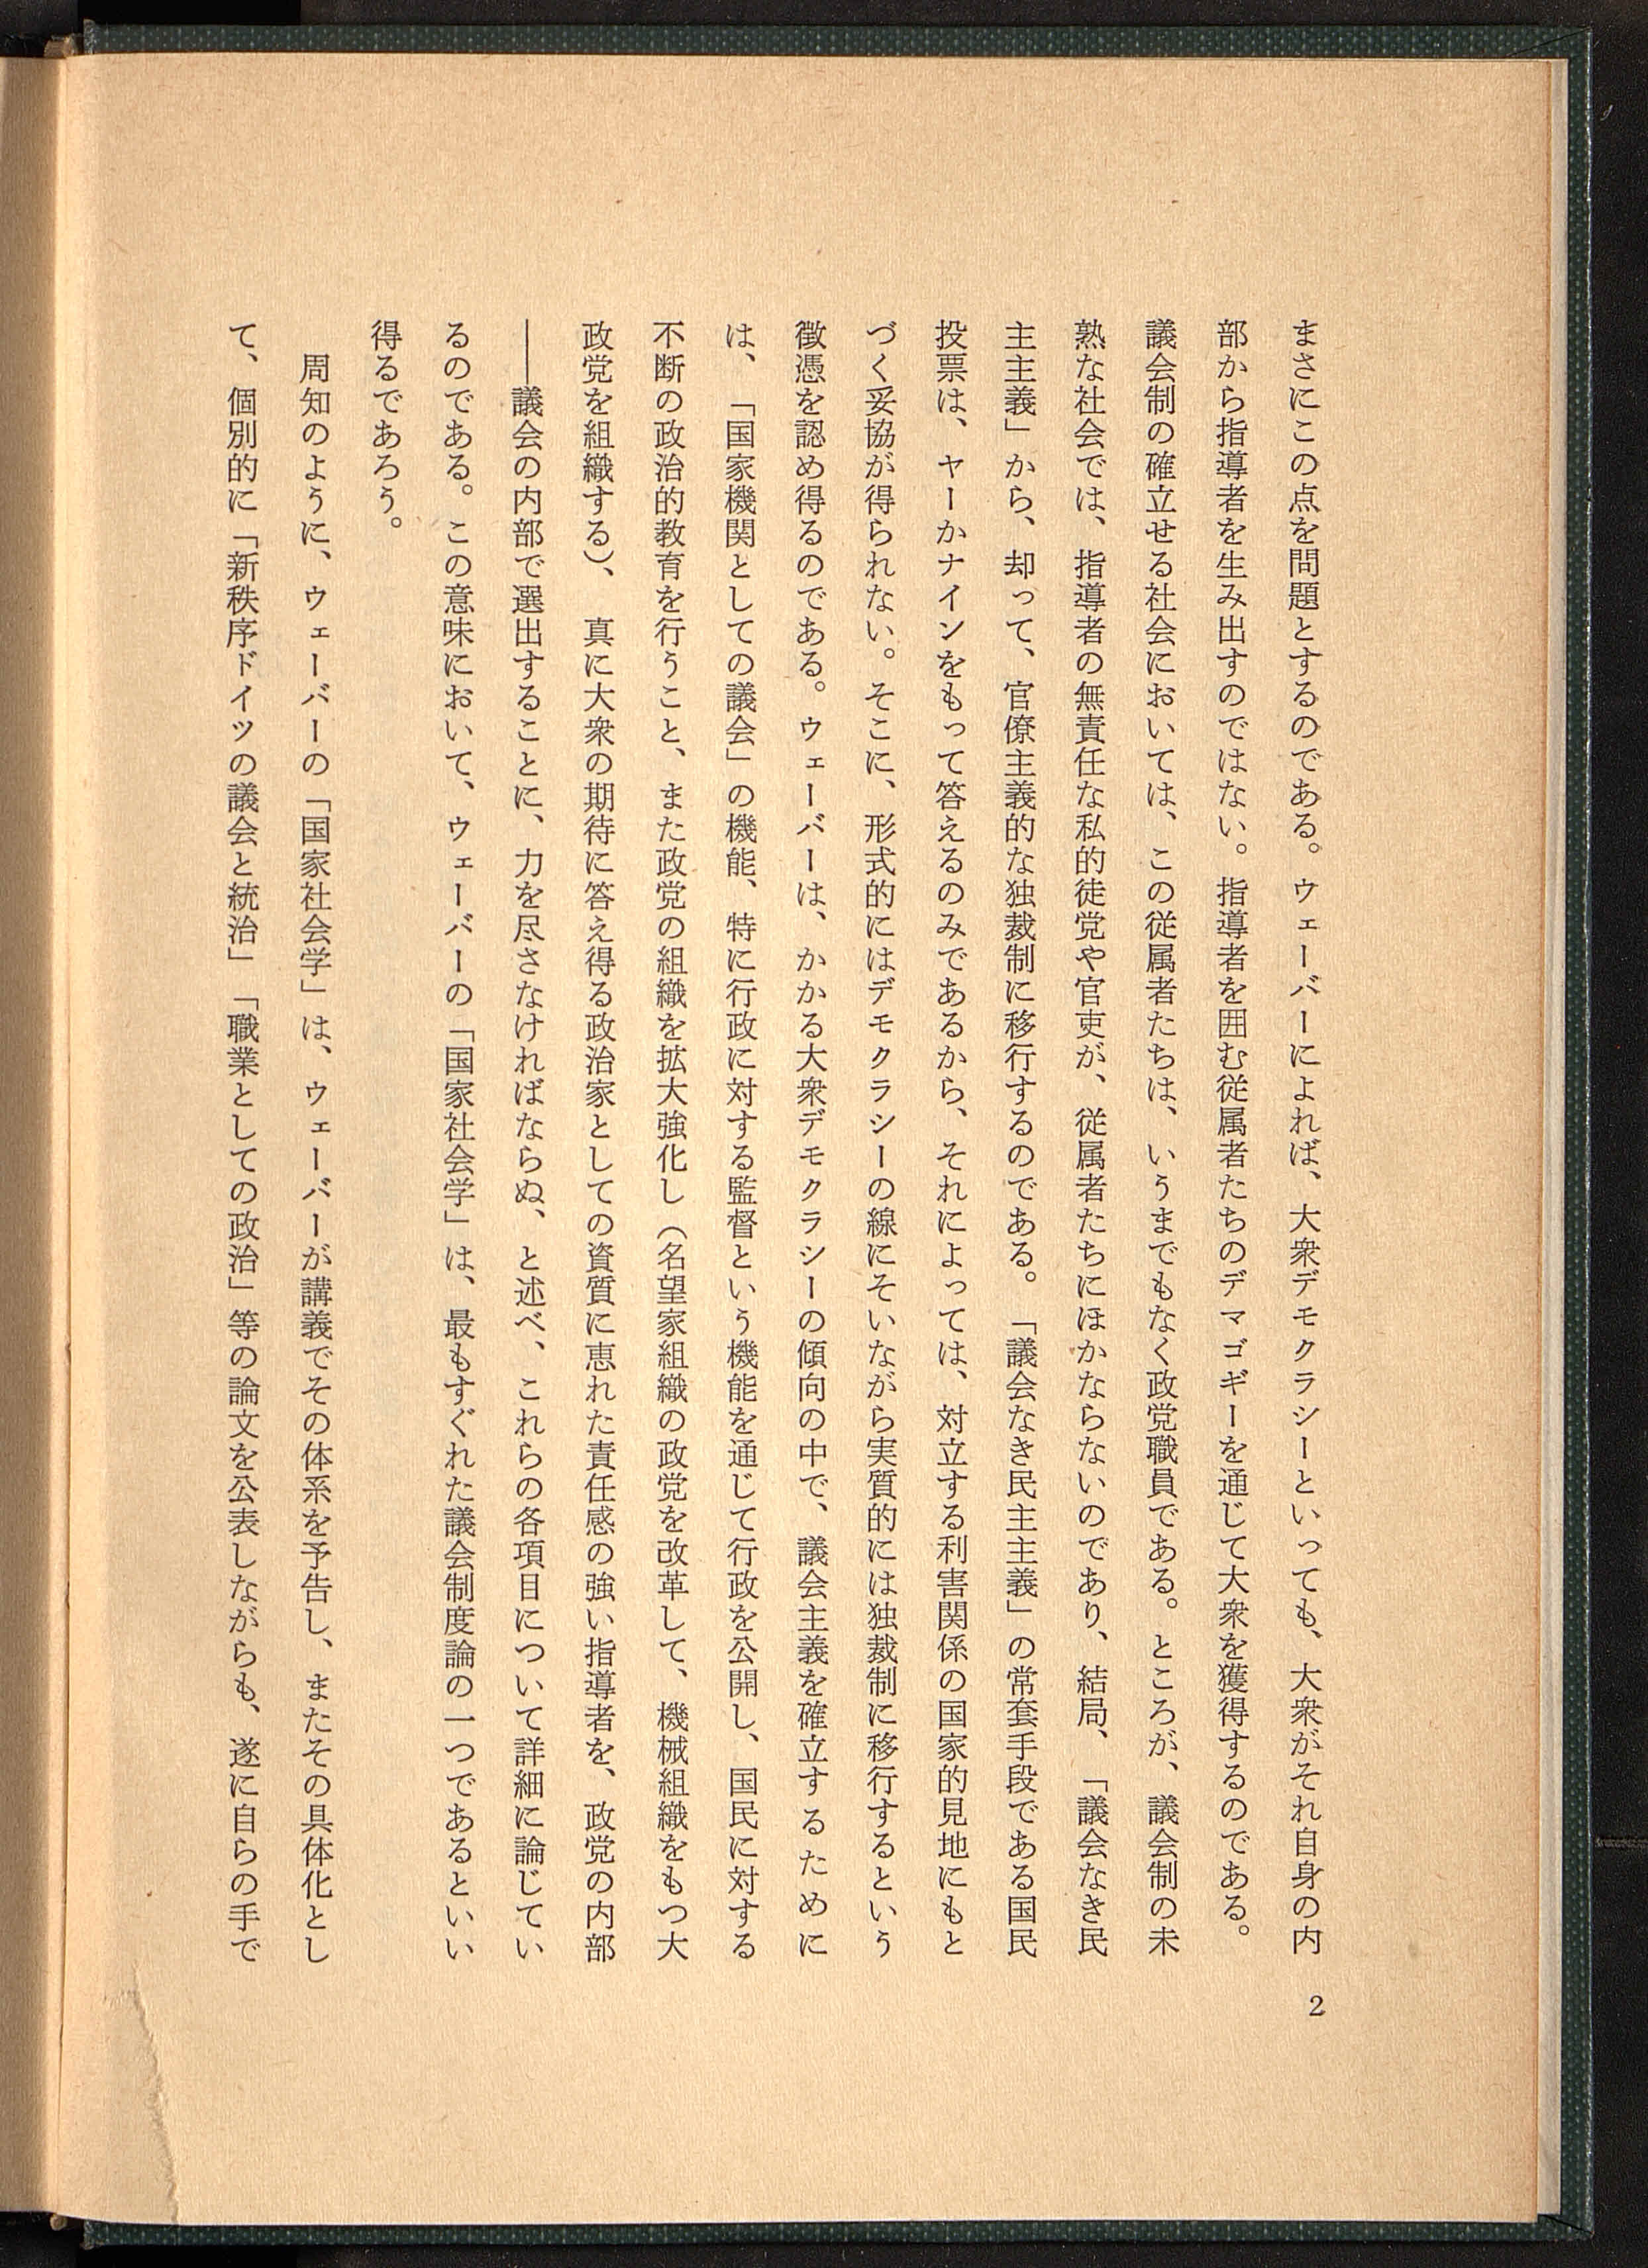 まさにこの点を問題とするのである。ウェーバーによれば、大衆デモクラシーといっても、大衆がそれ自身の内
部から指導者を生み出すのではない。指導者を囲む従属者たちのデマゴギーを通じて大衆を獲得するのである。
議会制の確立せる社会においては、この従属者たちは、いうまでもなく政党職員である。ところが、議会制の未
熟な社会では、指導者の無責任な私的徒党や官吏が、従属者たちにほかならないのであり、結局、「議会なき民
主主義」から、却って、官僚主義的な独裁制に移行するのである。「議会なき民主主義」の常套手段である国民
投票は、ヤーかナインをもって答えるのみであるから、それによっては、対立する利害関係の国家的見地にもと
づく妥協が得られない。そこに、形式的にはデモクラシーの線にそいながら実質的には独裁制に移行するという
徴憑を認め得るのである。ウェーバーは、かかる大衆デモクラシーの傾向の中で、議会主義を確立するために
は、「国家機関としての議会」の機能、特に行政に対する監督という機能を通じて行政を公開し、国民に対する
不断の政治的教育を行うこと、また政党の組織を拡大強化し（名望家組織の政党を改革して、機械組織をもつ大
政党を組織する）、真に大衆の期待に答え得る政治家としての資質に恵れた責任感の強い指導者を、政党の内部
――議会の内部で選出することに、力を尽さなければならぬ、と述べ、これらの各項目について詳細に論じてい
るのである。この意味において、ウェーバーの「国家社会学」は、最もすぐれた議会制度論の一つであるといい
得るであろう。
周知のように、ウェーバーの「国家社会学」は、ウェーバーが講義でその体系を予告し、またその具体化とし
て、個別的に「新秩序ドイツの議会と統治」「職業としての政治」等の論文を公表しながらも、遂に自らの手で
2